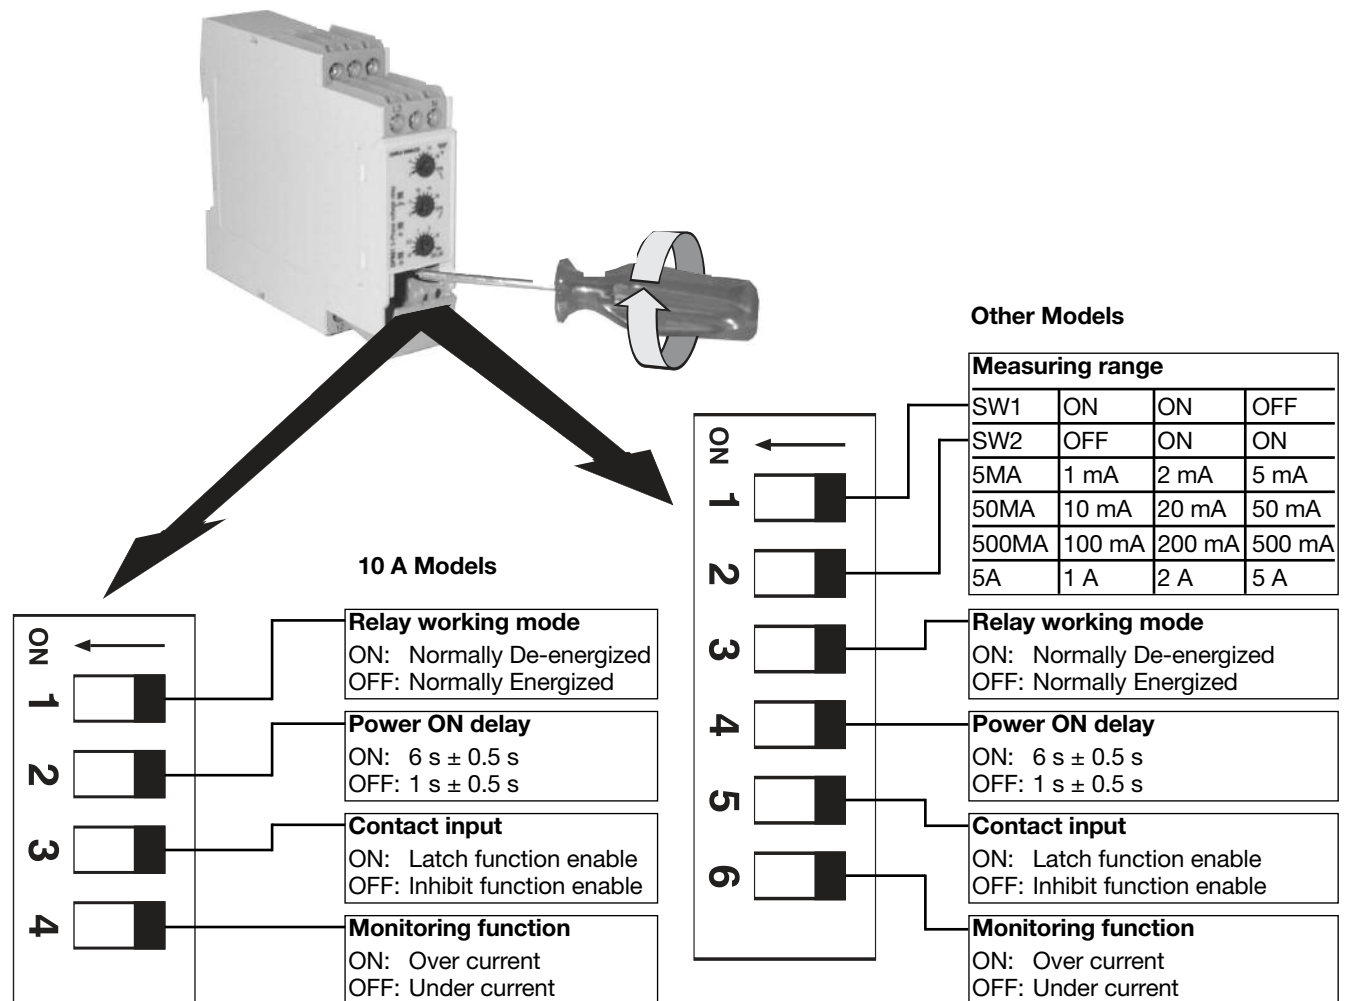 Other Models
Measuring range
SW1 ON ON OFF
SW2 OFF ON ON
5MA 1 mA 2 mA 5 mA
50MA 10 mA 20 mA 50 mA
500MA 100 mA 200 mA 500 mA
5A 1 A 2 A 5 A
ON
1
2
3
4
5
6
Relay working mode
ON: Normally De-energized
OFF: Normally Energized
Power ON delay
ON: 6 s ± 0.5 s
OFF: 1 s ± 0.5 s
Contact input
ON: Latch function enable
OFF: Inhibit function enable
Monitoring function
ON: Over current
OFF: Under current
10 A Models
ON
1
2
3
4
Relay working mode
ON: Normally De-energized
OFF: Normally Energized
Power ON delay
ON: 6 s ± 0.5 s
OFF: 1 s ± 0.5 s
Contact input
ON: Latch function enable
OFF: Inhibit function enable
Monitoring function
ON: Over current
OFF: Under current